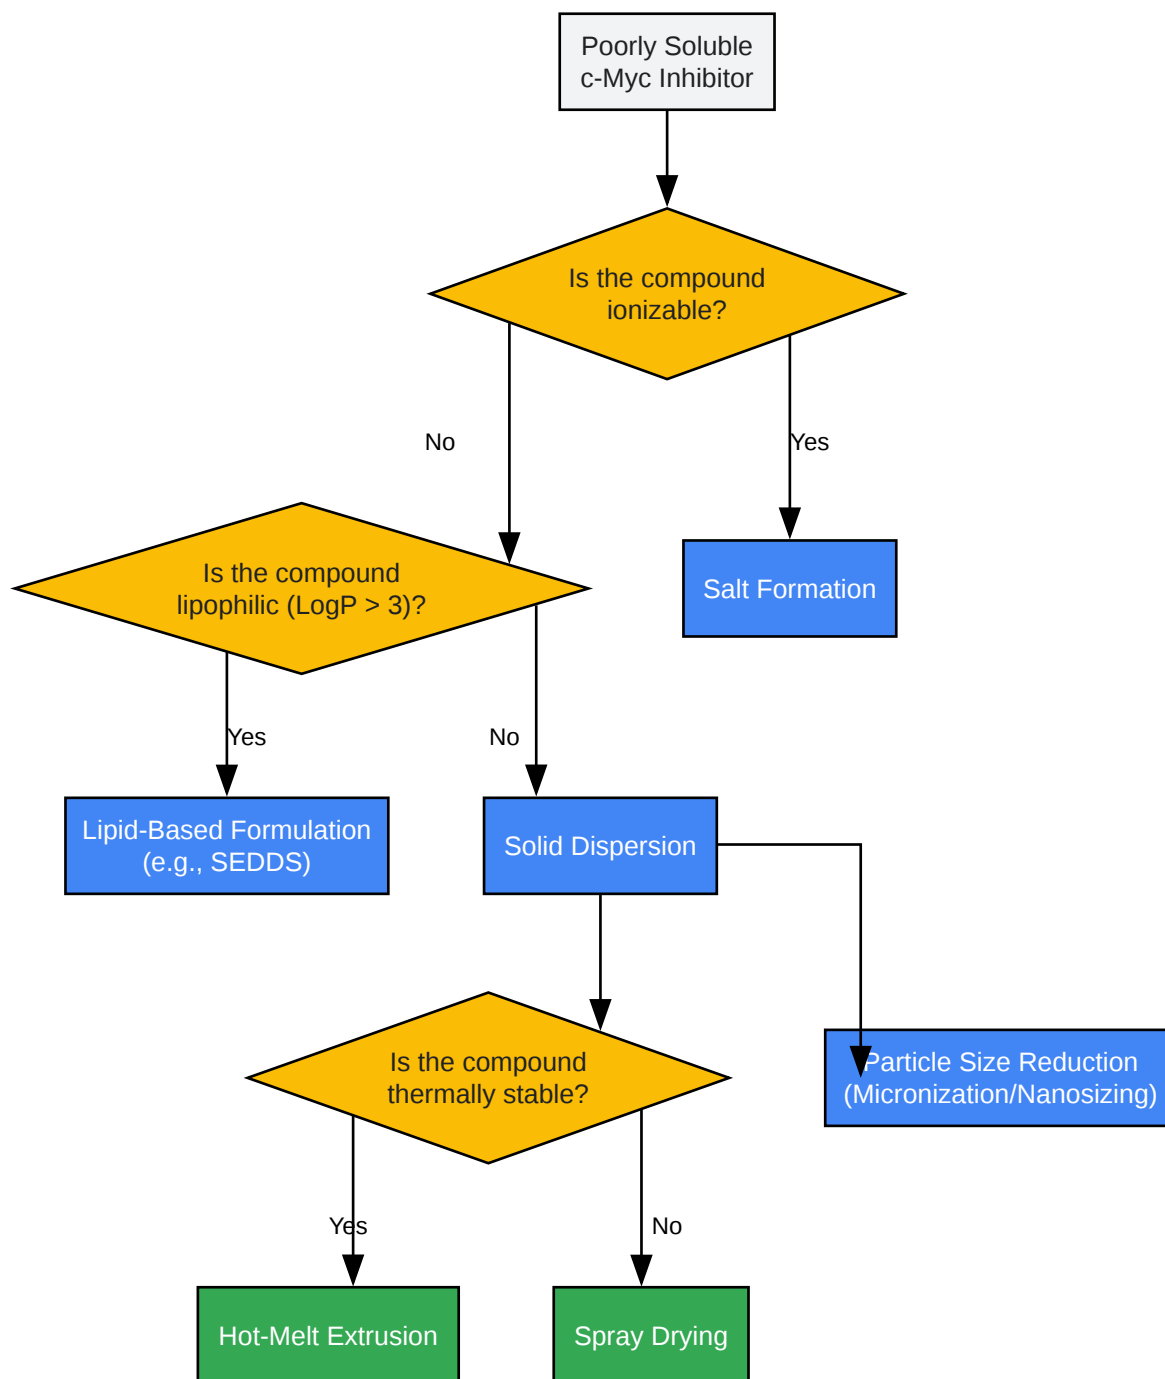 Poorly Soluble
c-Myc Inhibitor
Is the compound
ionizable?
No
Yes
Is the compound
lipophilic (LogP > 3)?
Salt Formation
Yes
No
Lipid-Based Formulation
(e.g., SEDDS)
Solid Dispersion
Is the compound
thermally stable?
Particle Size Reduction
(Micronization/Nanosizing)
Yes
No
Hot-Melt Extrusion
Spray Drying